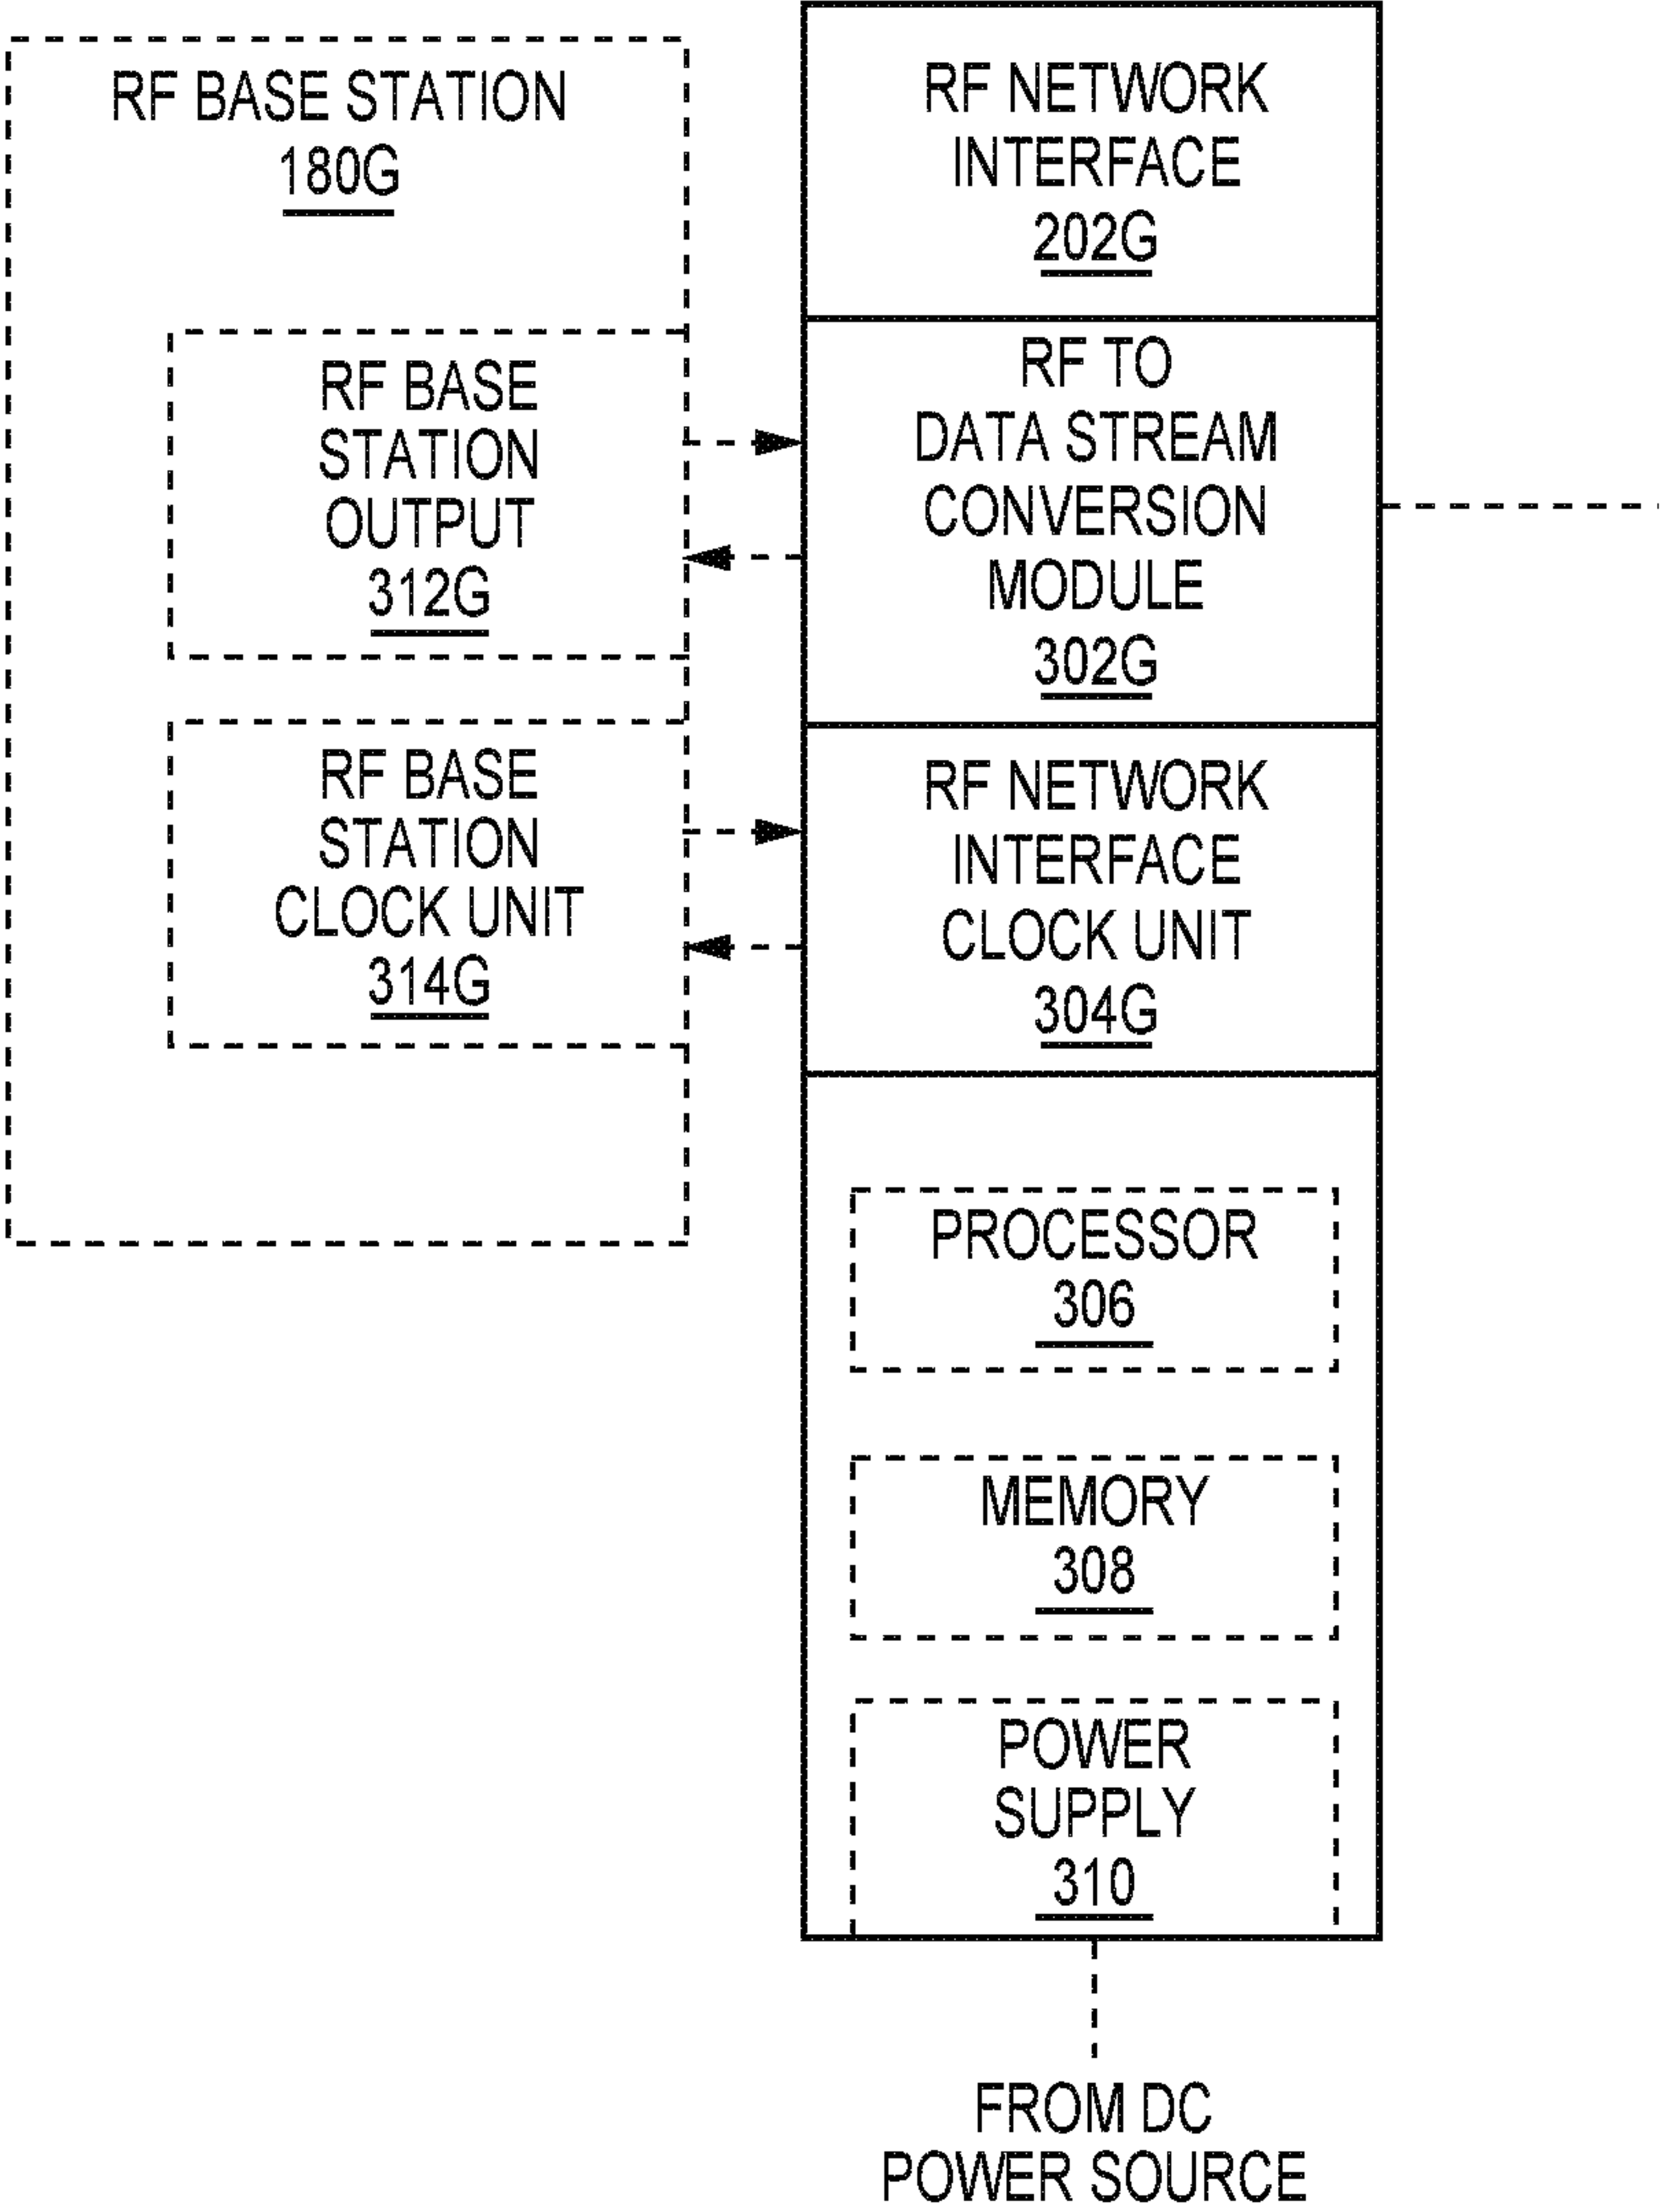 RF BASE STATION
180G
RF BASE
STATION
OUTPUT
312G
RF BASE
STATION
CLOCK UNIT
314G
RF NETWORK
INTERFACE
202G
RF TO
DATA STREAM
CONVERSION
MODULE
302G
RF NETWORK
INTERFACE
CLOCK UNIT
304G
PROCESSOR
306
MEMORY
308
POWER
SUPPLY
310
FROM DC
POWER SOURCE